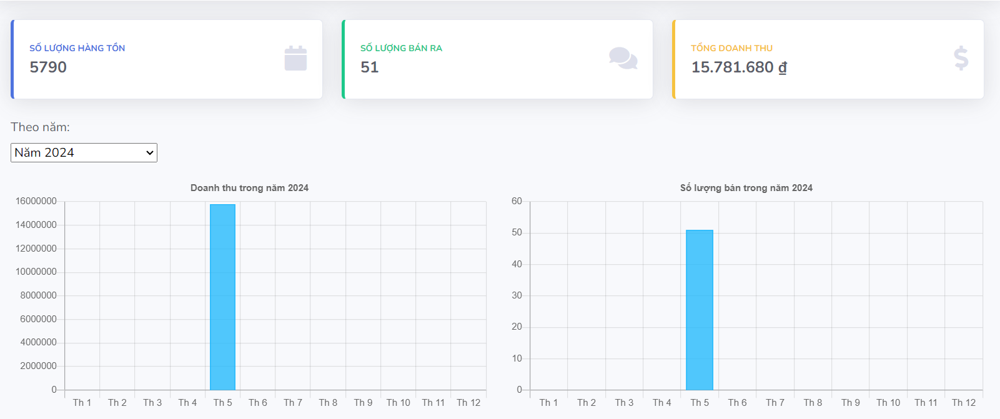 SỐ LƯỢNG HÀNG TỒN
5790
SỐ LƯỢNG BÁN RA
51
TỔNG DOANH THU
15.781.680 ₫
Theo năm:
Năm 2024
Doanh thu trong năm 2024
16000000
14000000
12000000
10000000
8000000
6000000
4000000
2000000
0
Th 1 Th 2 Th 3 Th 4 Th 5 Th 6 Th 7 Th 8 Th 9 Th 10 Th 11 Th 12
Số lượng bán trong năm 2024
60
50
40
30
20
10
0
Th 1 Th 2 Th 3 Th 4 Th 5 Th 6 Th 7 Th 8 Th 9 Th 10 Th 11 Th 12